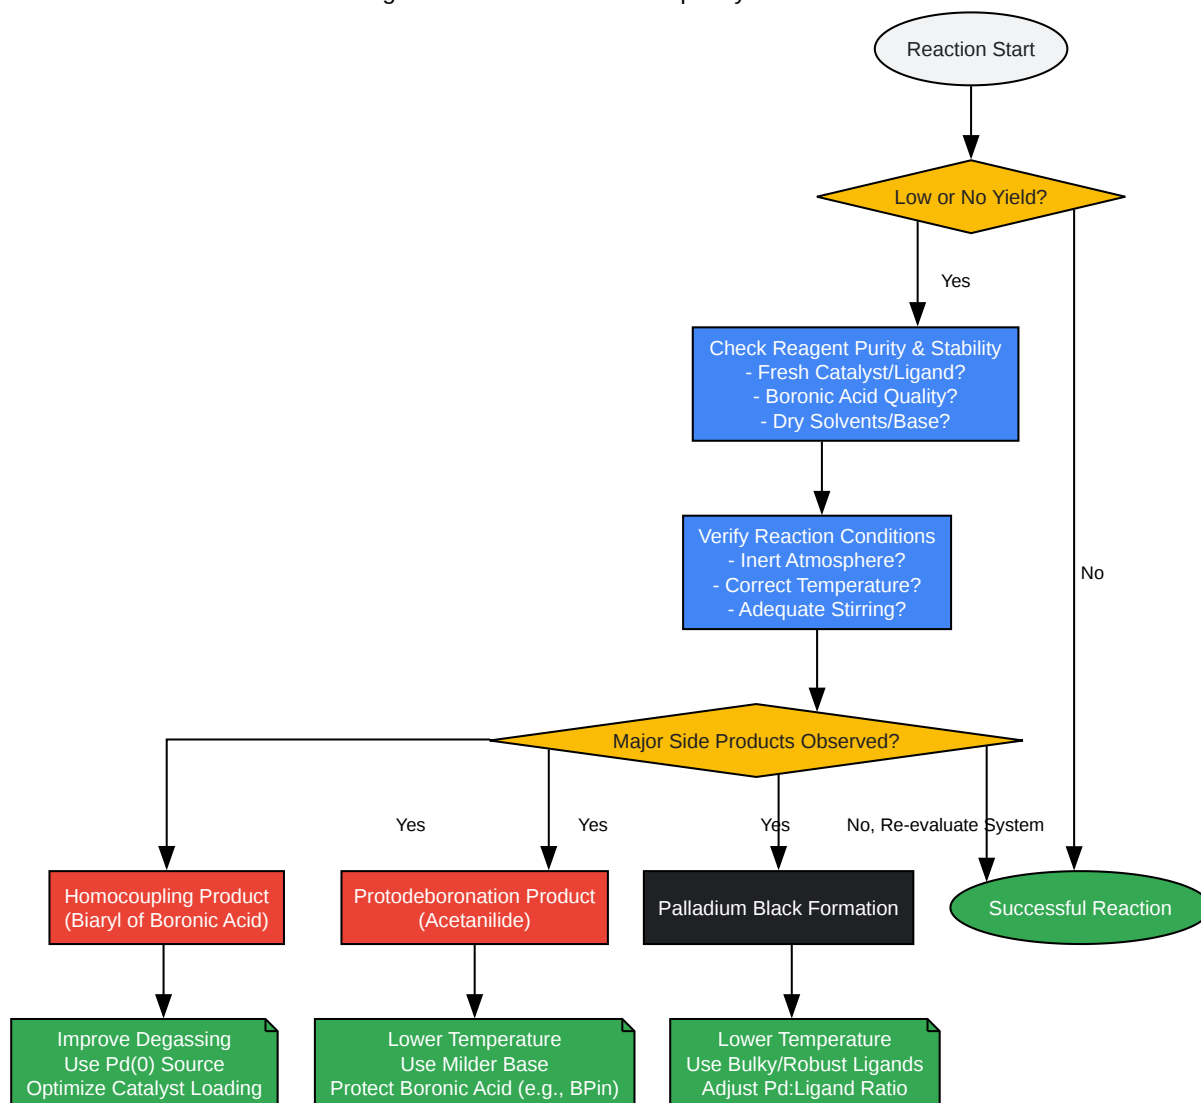 Reaction Start
Low or No Yield?
Yes
Check Reagent Purity & Stability
- Fresh Catalyst/Ligand?
- Boronic Acid Quality?
- Dry Solvents/Base?
Verify Reaction Conditions
- Inert Atmosphere?
- Correct Temperature?
- Adequate Stirring?
No
Major Side Products Observed?
Yes
Yes
Yes
No, Re-evaluate System
Homocoupling Product
(Biaryl of Boronic Acid)
Protodeboronation Product
(Acetanilide)
Palladium Black Formation
Successful Reaction
Improve Degassing
Use Pd(0) Source
Optimize Catalyst Loading
Lower Temperature
Use Milder Base
Protect Boronic Acid (e.g., BPin)
Lower Temperature
Use Bulky/Robust Ligands
Adjust Pd:Ligand Ratio